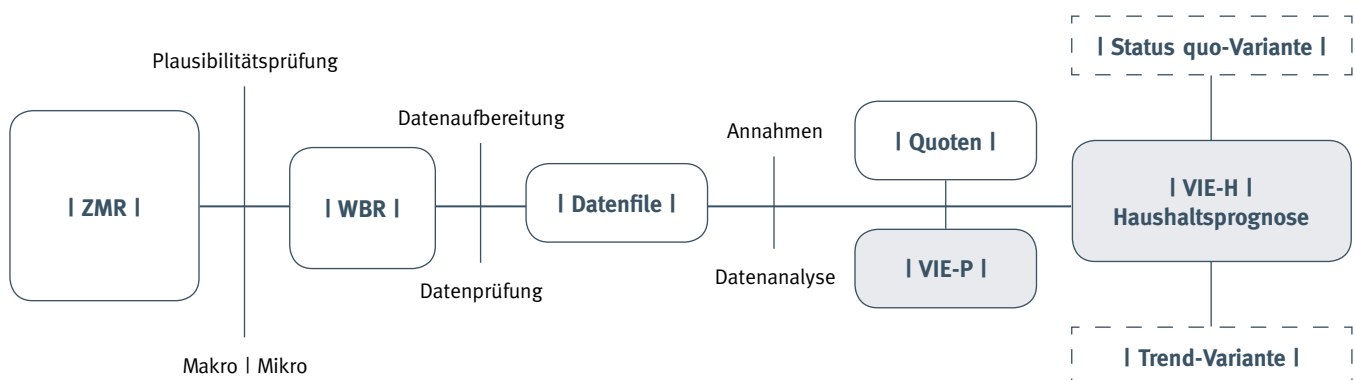 | Status quo-Variante |
Plausibilitätsprüfung
Datenaufbereitung
Annahmen
| Quoten |
| ZMR |
| WBR |
| Datenfile |
| VIE-H |
Haushaltsprognose
Datenprüfung
Datenanalyse
| VIE-P |
Makro | Mikro
| Trend-Variante |